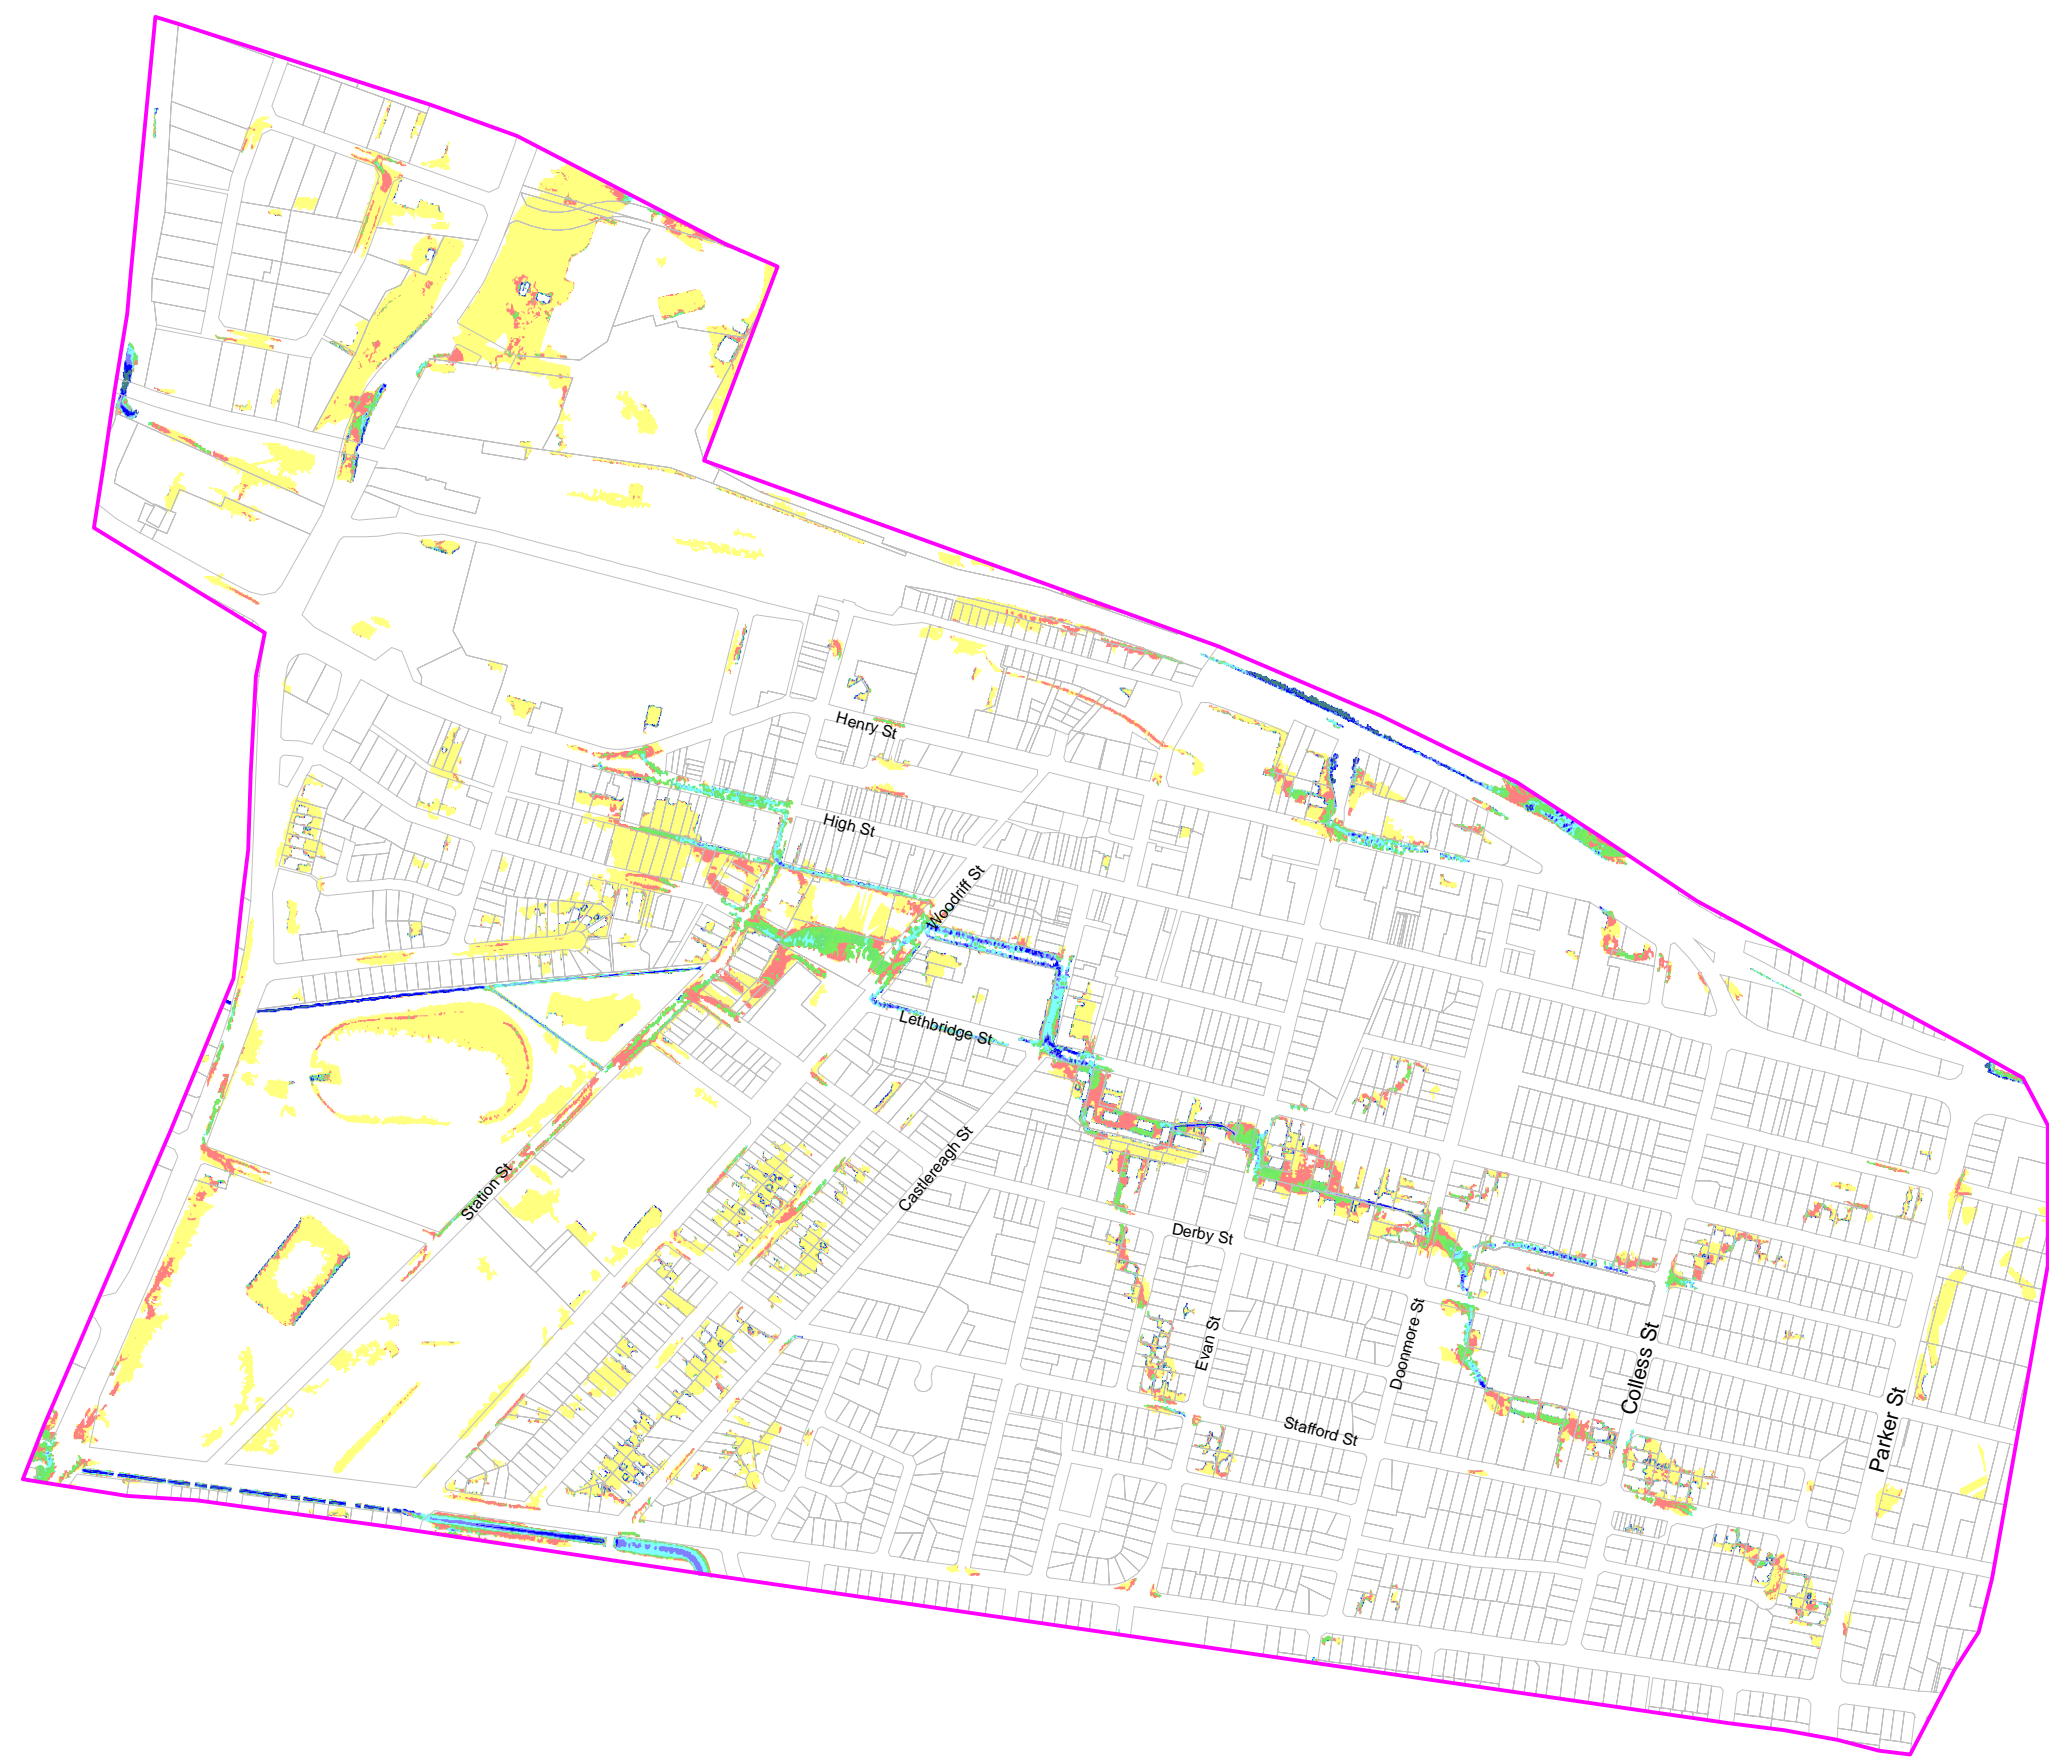 Henry St
High St
Woodriff St
Lethbridge St
Castlereagh St
Station St
Derby St
Evan St
Doonmore St
Colless St
Parker St
Stafford St